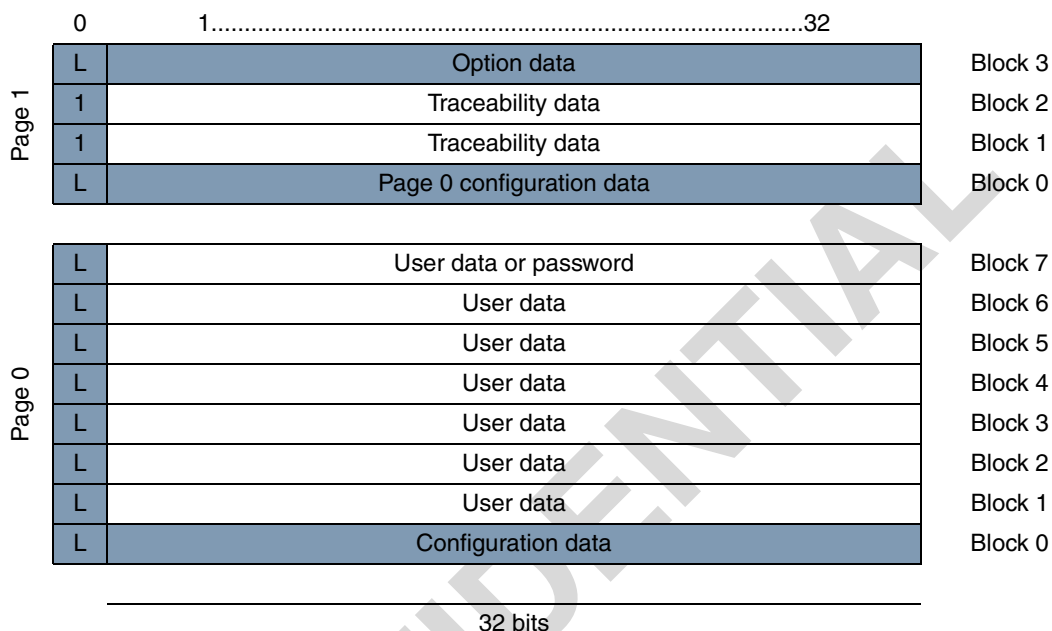 0 1..........................................................................................32
L Option data Block 3
1 Traceability data Block 2
1 Traceability data Block 1
L Page 0 configuration data Block 0
Page 1
L User data or password Block 7
L User data Block 6
L User data Block 5
L User data Block 4
L User data Block 3
L User data Block 2
L User data Block 1
L Configuration data Block 0
Page 0
32 bits
IDENTIAL